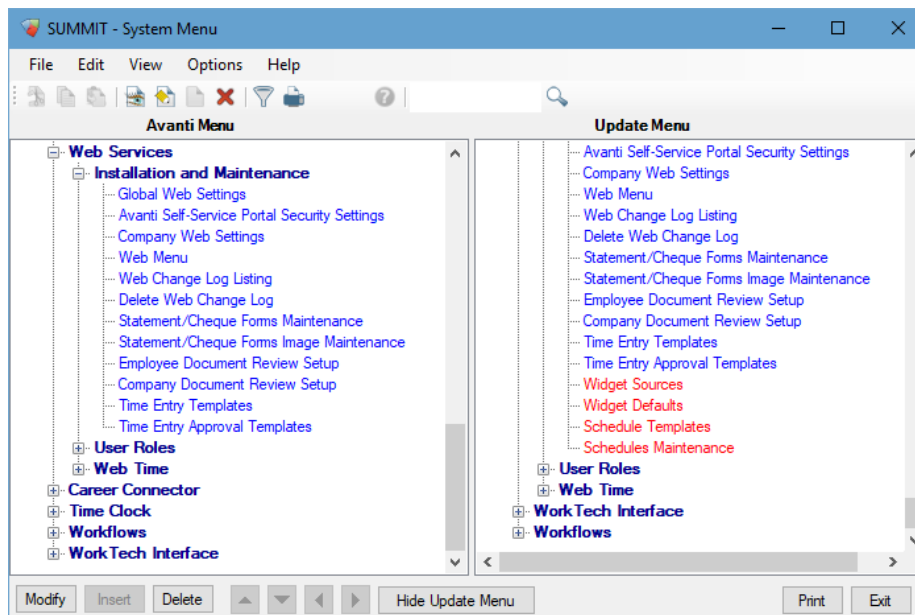 SUMMIT - System Menu
File Edit View Options Help
Avanti Menu
Update Menu
Web Services
Installation and Maintenance
Global Web Settings
Avanti Self-Service Portal Security Settings
Company Web Settings
Web Menu
Web Change Log Listing
Delete Web Change Log
Statement/Cheque Forms Maintenance
Statement/Cheque Forms Image Maintenance
Employee Document Review Setup
Company Document Review Setup
Time Entry Templates
Time Entry Approval Templates
User Roles
Web Time
Career Connector
Time Clock
Workflows
WorkTech Interface
Avanti Self-Service Portal Security Settings
Company Web Settings
Web Menu
Web Change Log Listing
Delete Web Change Log
Statement/Cheque Forms Maintenance
Statement/Cheque Forms Image Maintenance
Employee Document Review Setup
Company Document Review Setup
Time Entry Templates
Time Entry Approval Templates
Widget Sources
Widget Defaults
Schedule Templates
Schedules Maintenance
User Roles
Web Time
WorkTech Interface
Workflows
Modify Insert Delete Hide Update Menu Print Exit